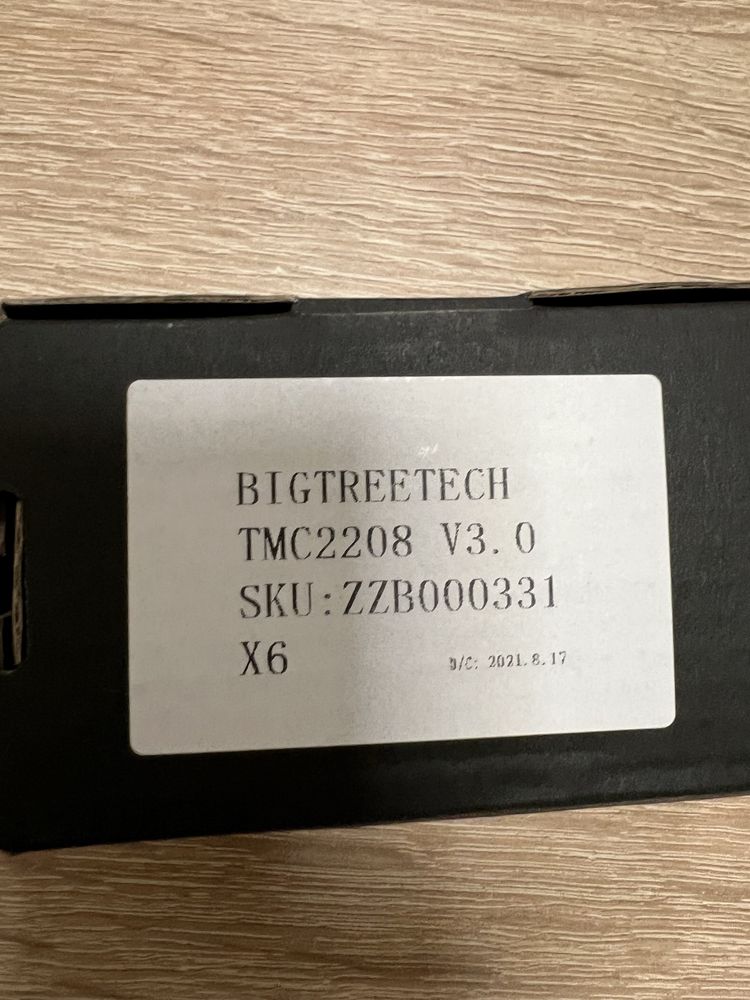 BIGTREETECH
TMC2208 V3.0
SKU:ZZB000331
X6 D/C: 2021.8.17